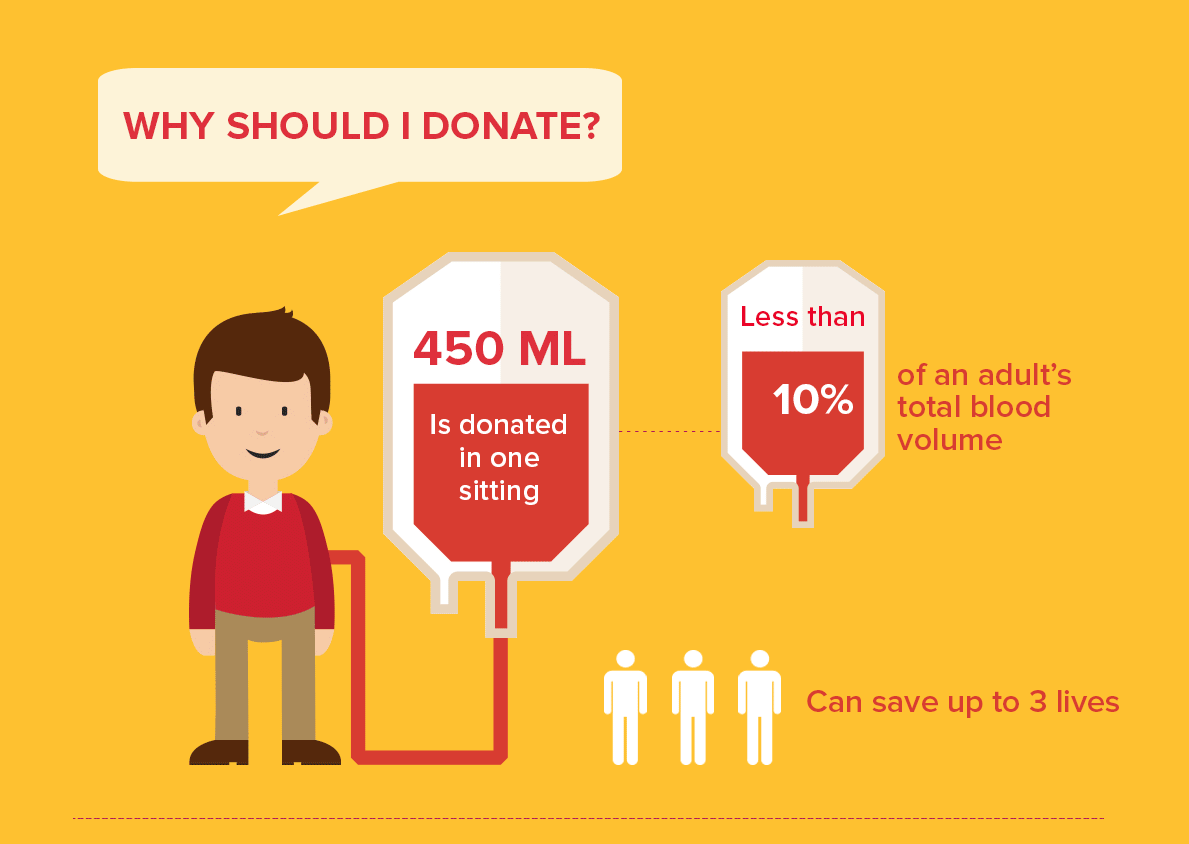 WHY SHOULD I DONATE?
450 ML
Is donated
in one
sitting
Less than
10%
of an adult's
total blood
volume
Can save up to 3 lives